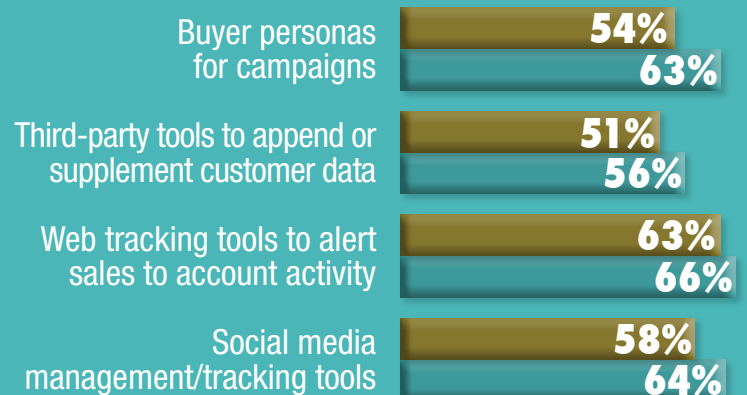 Buyer personas
for campaigns
54%
63%
Third-party tools to append or
supplement customer data
51%
56%
Web tracking tools to alert
sales to account activity
63%
66%
Social media
management/tracking tools
58%
64%